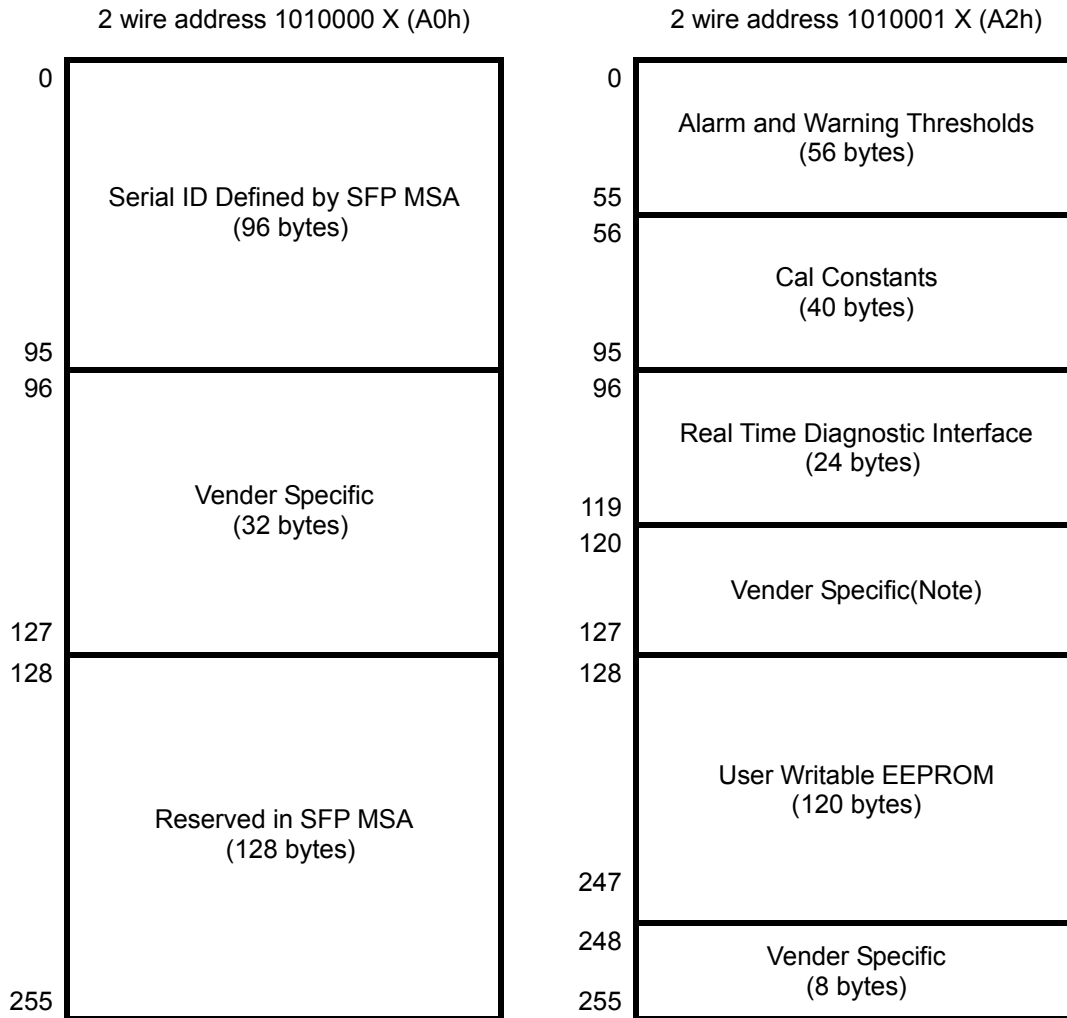 2 wire address 1010000 X (A0h)
0
Serial ID Defined by SFP MSA
(96 bytes)
95
96
Vender Specific
(32 bytes)
127
128
Reserved in SFP MSA
(128 bytes)
255
2 wire address 1010001 X (A2h)
0
Alarm and Warning Thresholds
(56 bytes)
55
56
Cal Constants
(40 bytes)
95
96
Real Time Diagnostic Interface
(24 bytes)
119
120
Vender Specific(Note)
127
128
User Writable EEPROM
(120 bytes)
247
248
Vender Specific
(8 bytes)
255